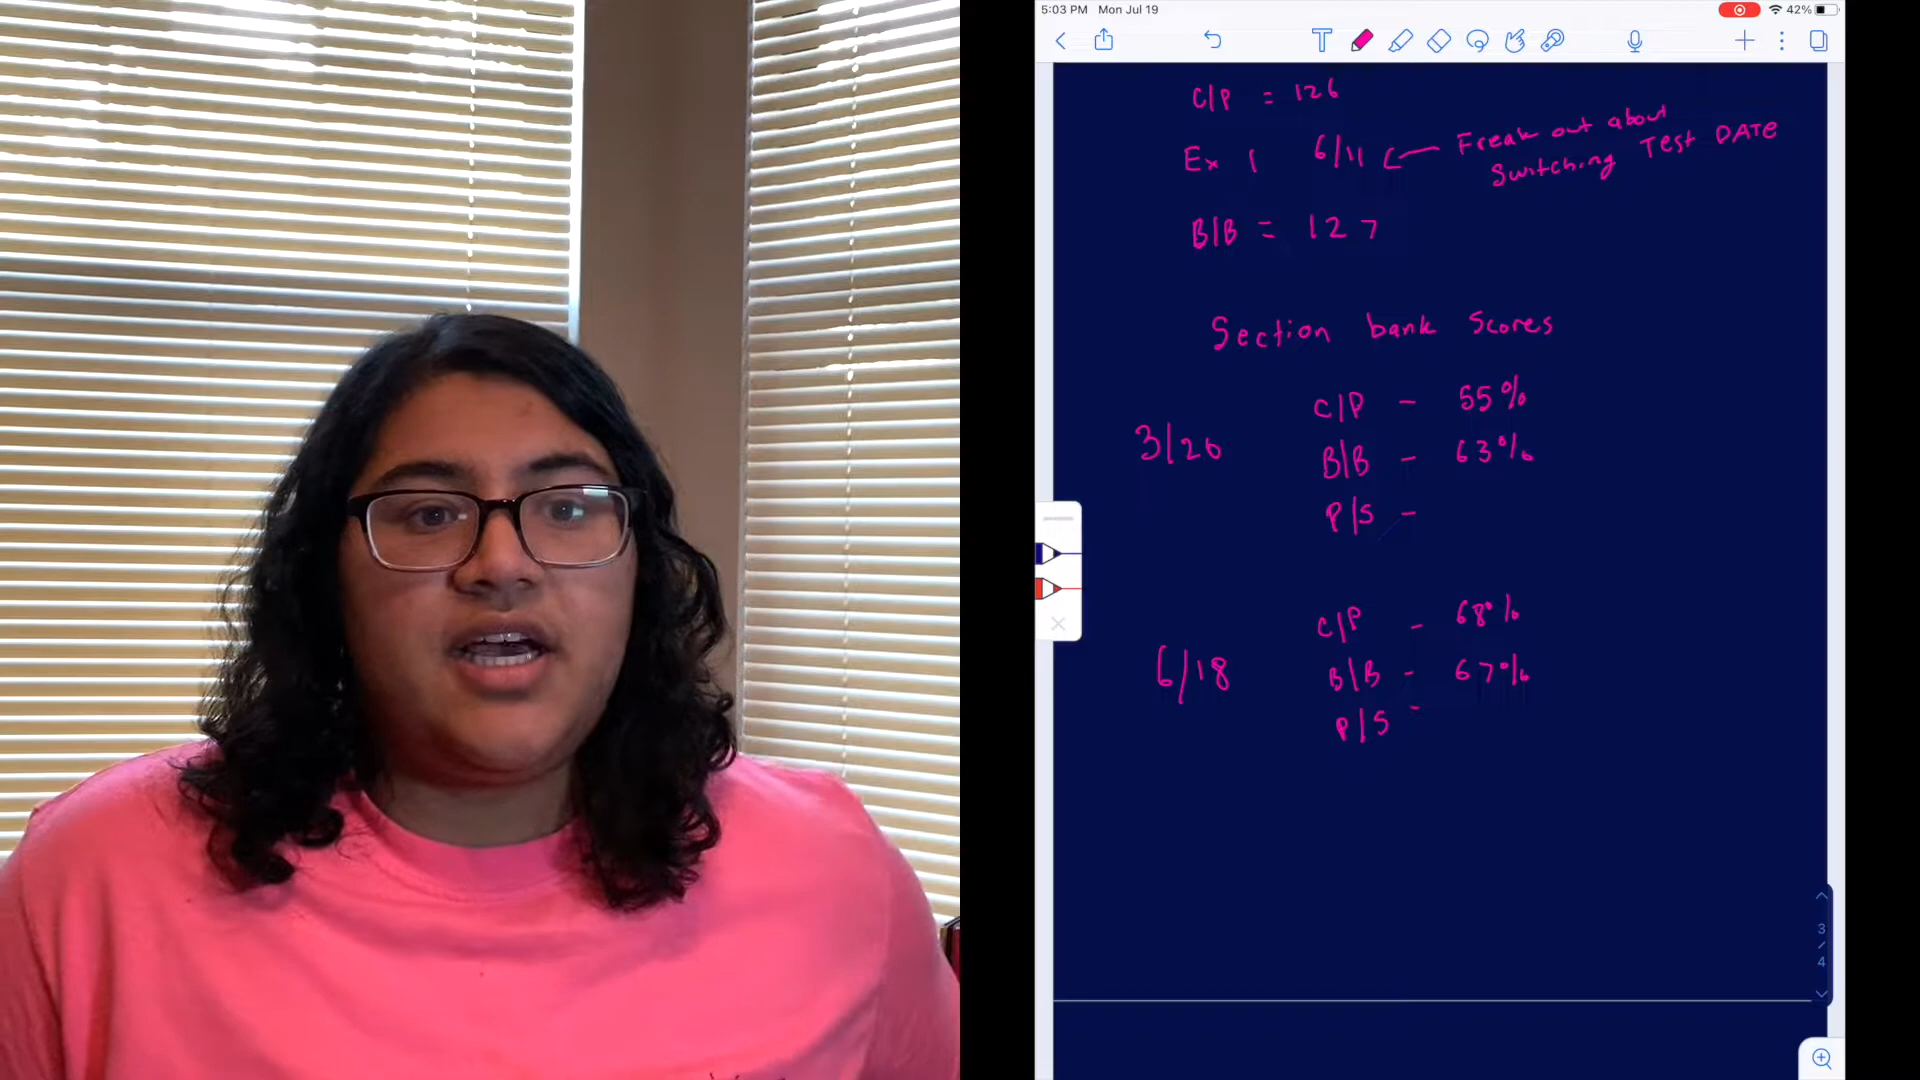 5:03 PM Mon Jul 19
42%
T
C/P = 126
Ex 1 6/11 ← Freak out about
Switching Test DATE
B/B = 127
Section bank Scores
C/P - 55%
3/26
B/B - 63%
P/S -
C/P - 68%
6/18
B/B - 67%
P/S -
3
/
4